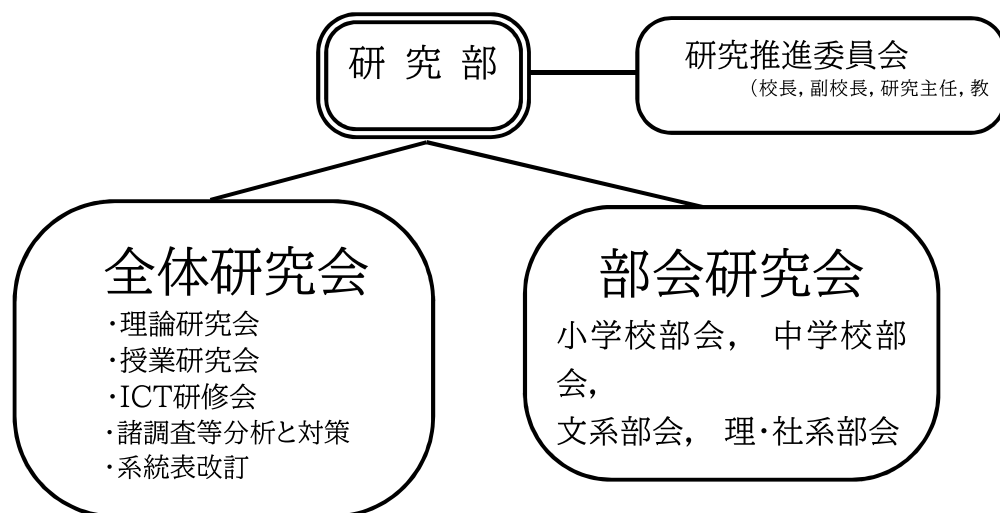 研 究 部
研究推進委員会
（校長，副校長，研究主任，教
全体研究会
・理論研究会
・授業研究会
・ICT研修会
・諸調査等分析と対策
・系統表改訂
部会研究会
小学校部会， 中学校部
会，
文系部会， 理・社系部会